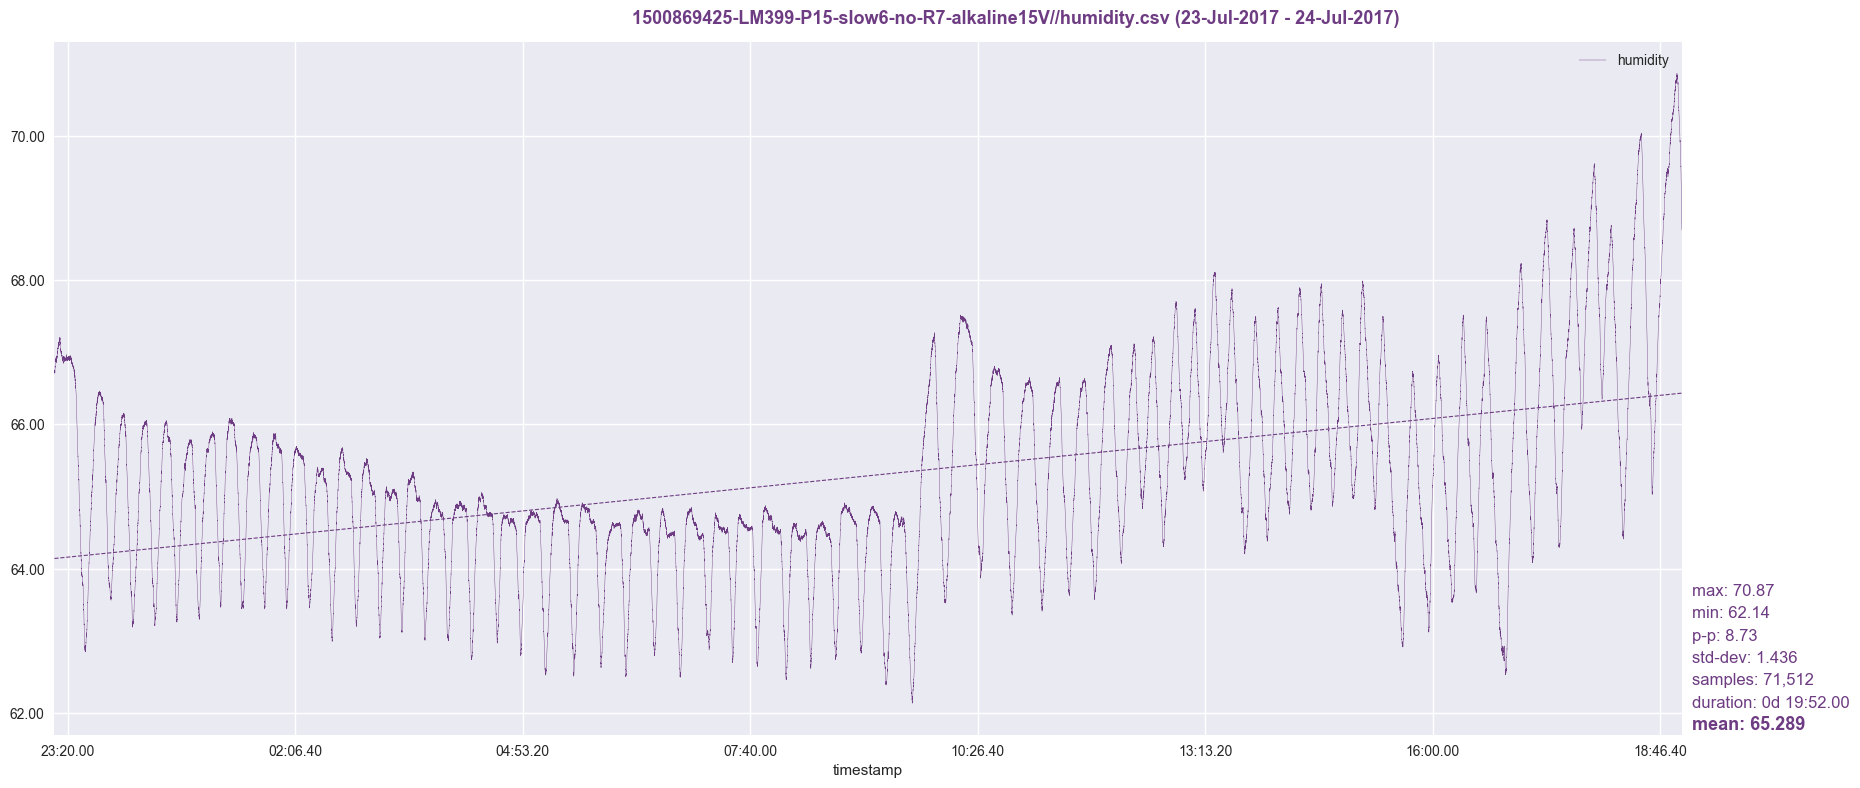 1500869425-LM399-P15-slow6-no-R7-alkaline15V//humidity.csv (23-Jul-2017 - 24-Jul-2017)
humidity
70.00
68.00
66.00
64.00
62.00
max: 70.87
min: 62.14
p-p: 8.73
std-dev: 1.436
samples: 71,512
duration: 0d 19:52.00
mean: 65.289
23:20.00 02:06.40 04:53.20 07:40.00 10:26.40 13:13.20 16:00.00 18:46.40
timestamp